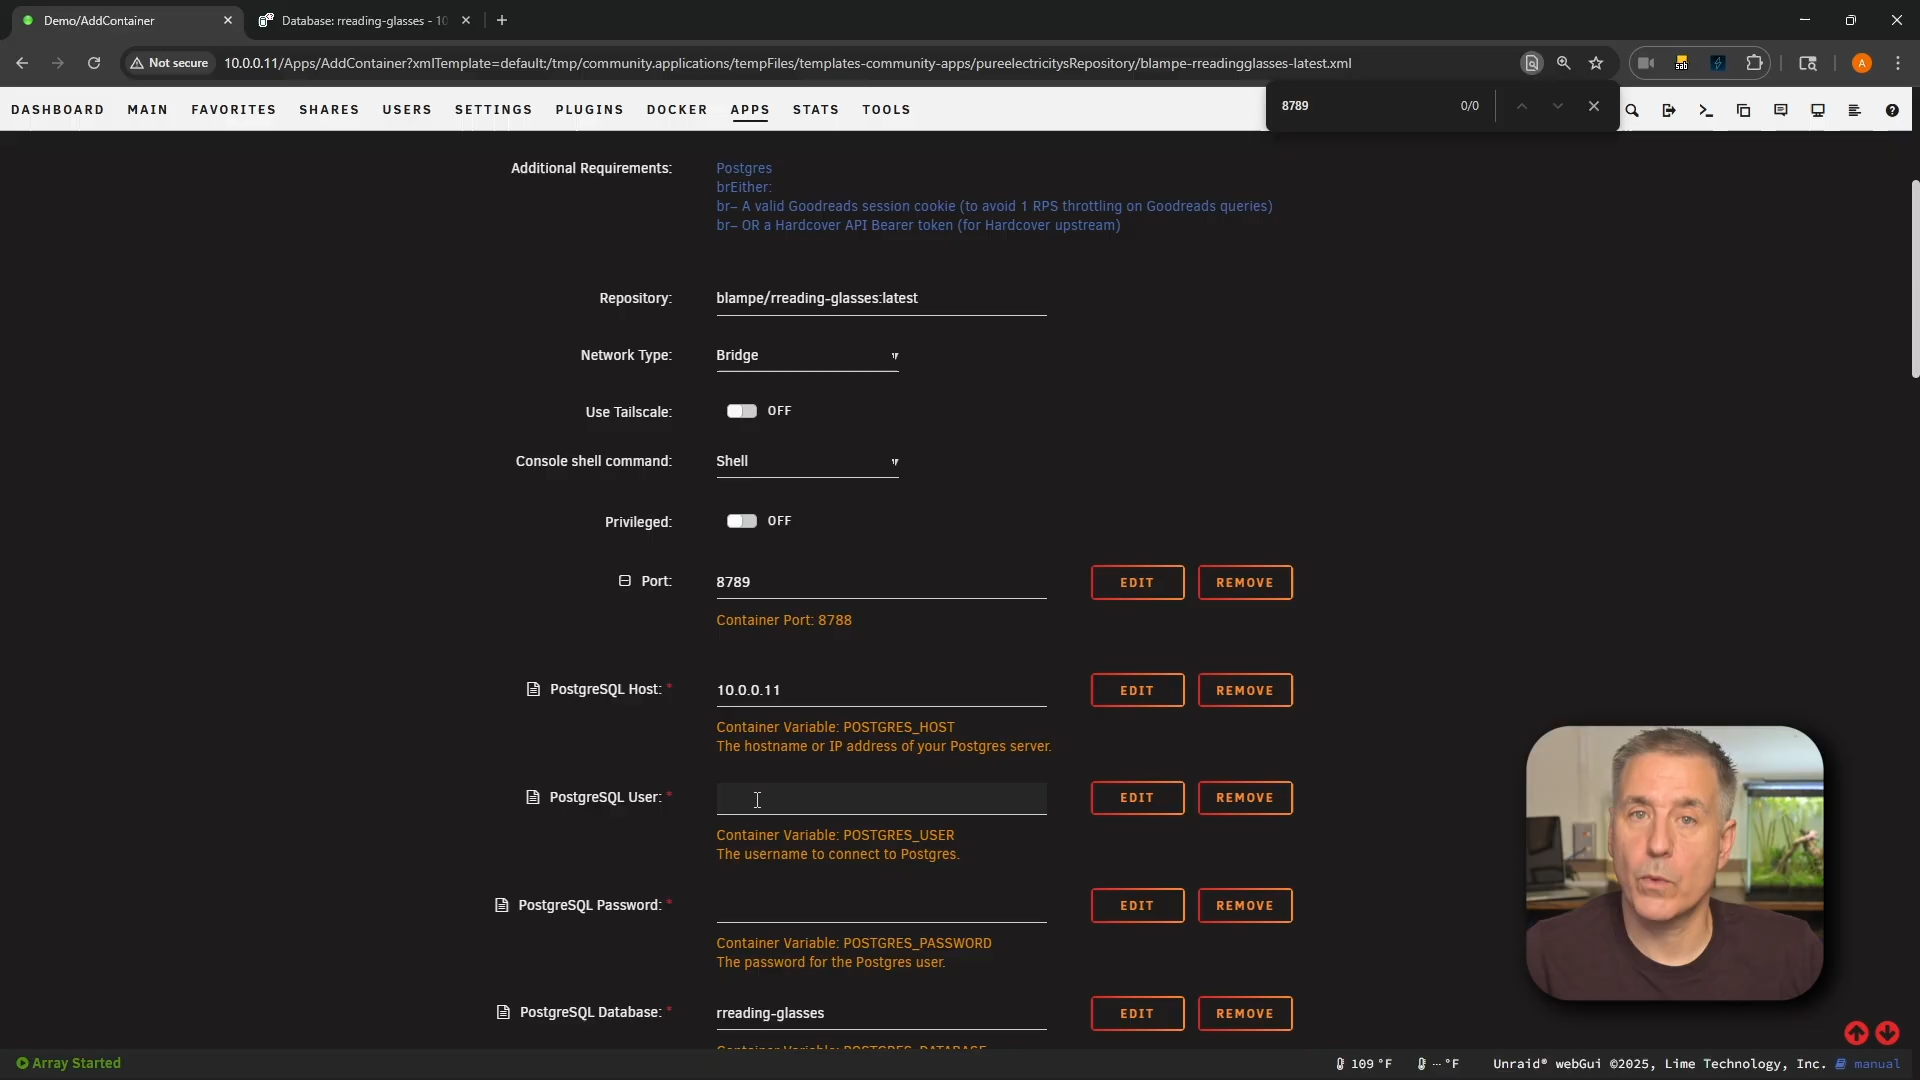 Demo/AddContainer
Database: rreading-glasses - 10
Not secure
10.0.0.11/Apps/AddContainer?xmlTemplate=default:/tmp/community.applications/tempFiles/templates-community-apps/pureelectricitysRepository/blampe-rreadingglasses-latest.xml
sab
A
DASHBOARD MAIN FAVORITES SHARES USERS SETTINGS PLUGINS DOCKER APPS STATS TOOLS
8789 0/0
Additional Requirements:
Postgres
brEither:
br– A valid Goodreads session cookie (to avoid 1 RPS throttling on Goodreads queries)
br– OR a Hardcover API Bearer token (for Hardcover upstream)
Repository: blampe/rreading-glasses:latest
Network Type: Bridge
Use Tailscale: OFF
Console shell command: Shell
Privileged: OFF
Port: 8789 EDIT REMOVE
Container Port: 8788
PostgreSQL Host: * 10.0.0.11 EDIT REMOVE
Container Variable: POSTGRES_HOST
The hostname or IP address of your Postgres server.
PostgreSQL User: * EDIT REMOVE
Container Variable: POSTGRES_USER
The username to connect to Postgres.
PostgreSQL Password: * EDIT REMOVE
Container Variable: POSTGRES_PASSWORD
The password for the Postgres user.
PostgreSQL Database: * rreading-glasses EDIT REMOVE
Container Variable: POSTGRES_DATABASE
Array Started
109 °F -- °F Unraid® webGui ©2025, Lime Technology, Inc. manual